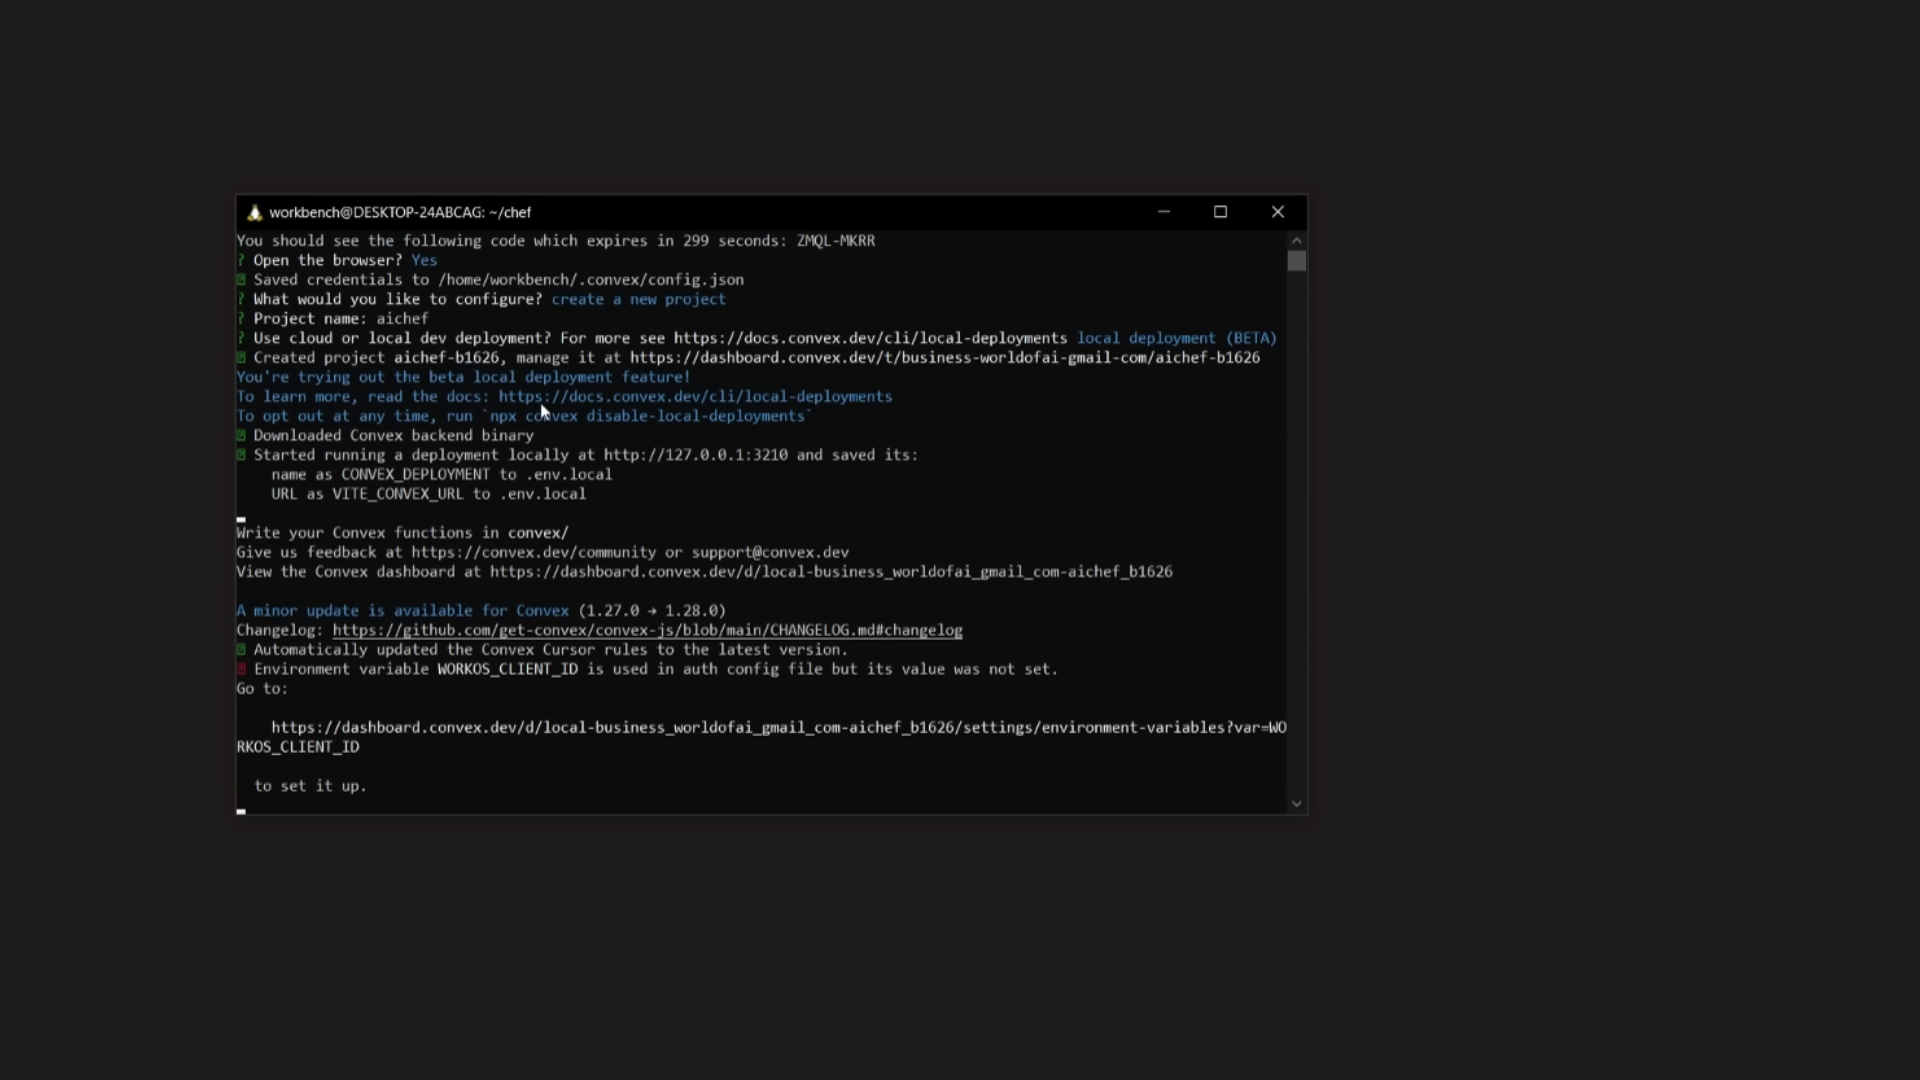 workbench@DESKTOP-24ABCAG: ~/chef
You should see the following code which expires in 299 seconds: ZMQL-MKRR
? Open the browser? Yes
Saved credentials to /home/workbench/.convex/config.json
? What would you like to configure? create a new project
? Project name: aichef
? Use cloud or local dev deployment? For more see https://docs.convex.dev/cli/local-deployments local deployment (BETA)
Created project aichef-b1626, manage it at https://dashboard.convex.dev/t/business-worldofai-gmail-com/aichef-b1626
You're trying out the beta local deployment feature!
To learn more, read the docs: https://docs.convex.dev/cli/local-deployments
To opt out at any time, run `npx convex disable-local-deployments`
Downloaded Convex backend binary
Started running a deployment locally at http://127.0.0.1:3210 and saved its:
name as CONVEX_DEPLOYMENT to .env.local
URL as VITE_CONVEX_URL to .env.local
Write your Convex functions in convex/
Give us feedback at https://convex.dev/community or support@convex.dev
View the Convex dashboard at https://dashboard.convex.dev/d/local-business_worldofai_gmail_com-aichef_b1626
A minor update is available for Convex (1.27.0 → 1.28.0)
Changelog: https://github.com/get-convex/convex-js/blob/main/CHANGELOG.md#changelog
Automatically updated the Convex Cursor rules to the latest version.
Environment variable WORKOS_CLIENT_ID is used in auth config file but its value was not set.
Go to:
https://dashboard.convex.dev/d/local-business_worldofai_gmail_com-aichef_b1626/settings/environment-variables?var=WO
RKOS_CLIENT_ID
to set it up.